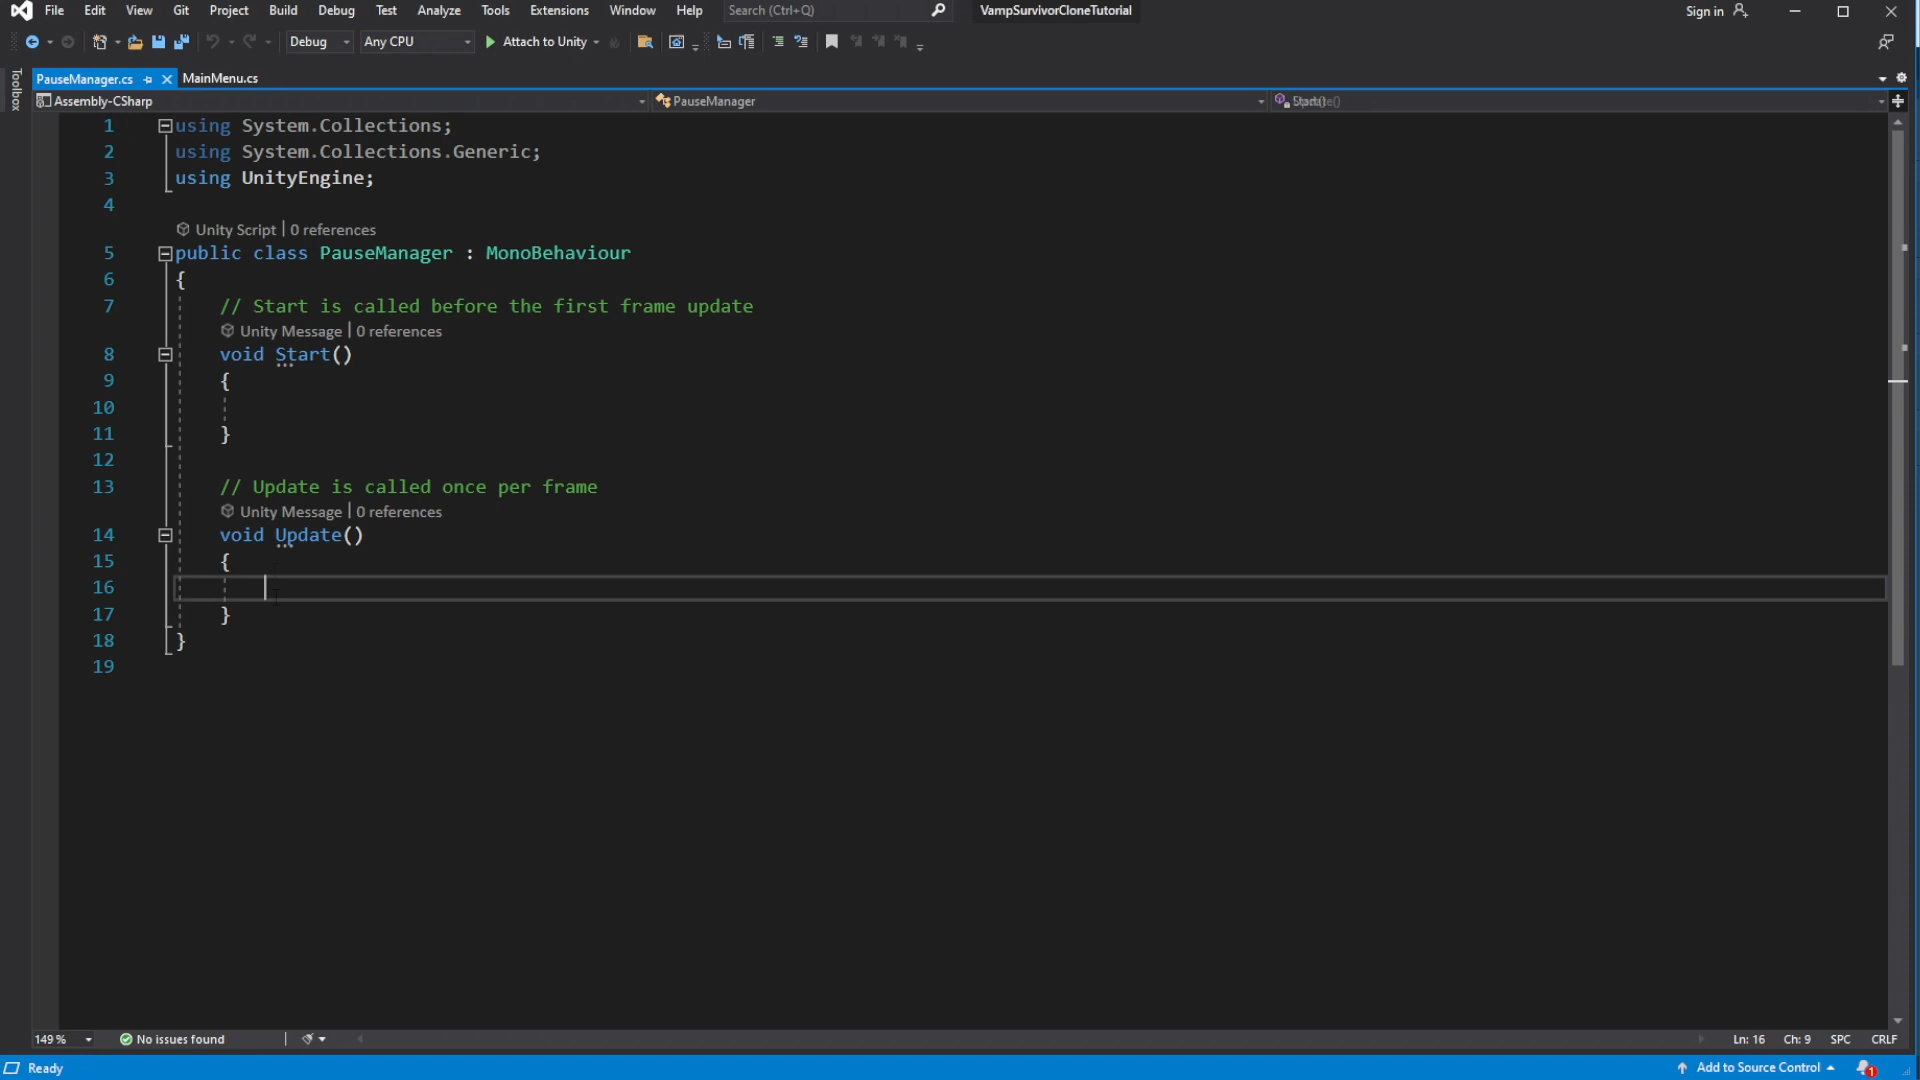 File Edit View Git Project Build Debug Test Analyze Tools Extensions Window Help Search (Ctrl+Q) VampSurvivorCloneTutorial Sign in
Debug Any CPU Attach to Unity
Toolbox
PauseManager.cs MainMenu.cs
Assembly-CSharp PauseManager
1 using System.Collections;
2 using System.Collections.Generic;
3 using UnityEngine;
4
Unity Script | 0 references
5 public class PauseManager : MonoBehaviour
6 {
7 // Start is called before the first frame update
Unity Message | 0 references
8 void Start()
9 {
10
11 }
12
13 // Update is called once per frame
Unity Message | 0 references
14 void Update()
15 {
16
17 }
18 }
19
149 % No issues found Ln: 16 Ch: 9 SPC CRLF
Ready Add to Source Control 1